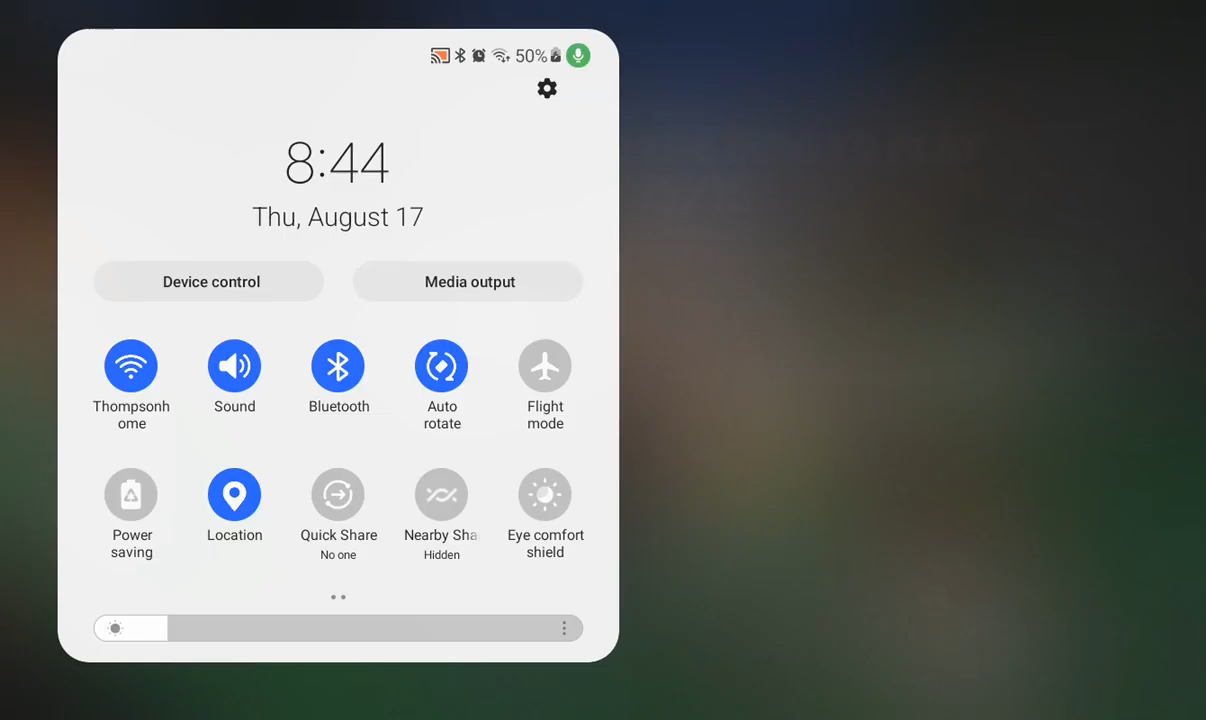 50%
8:44
Thu, August 17
Device control
Media output
Thompsonh
ome
Sound
Bluetooth
Auto
rotate
Flight
mode
Power
saving
Location
Quick Share
No one
Nearby Sha
Hidden
Eye comfort
shield